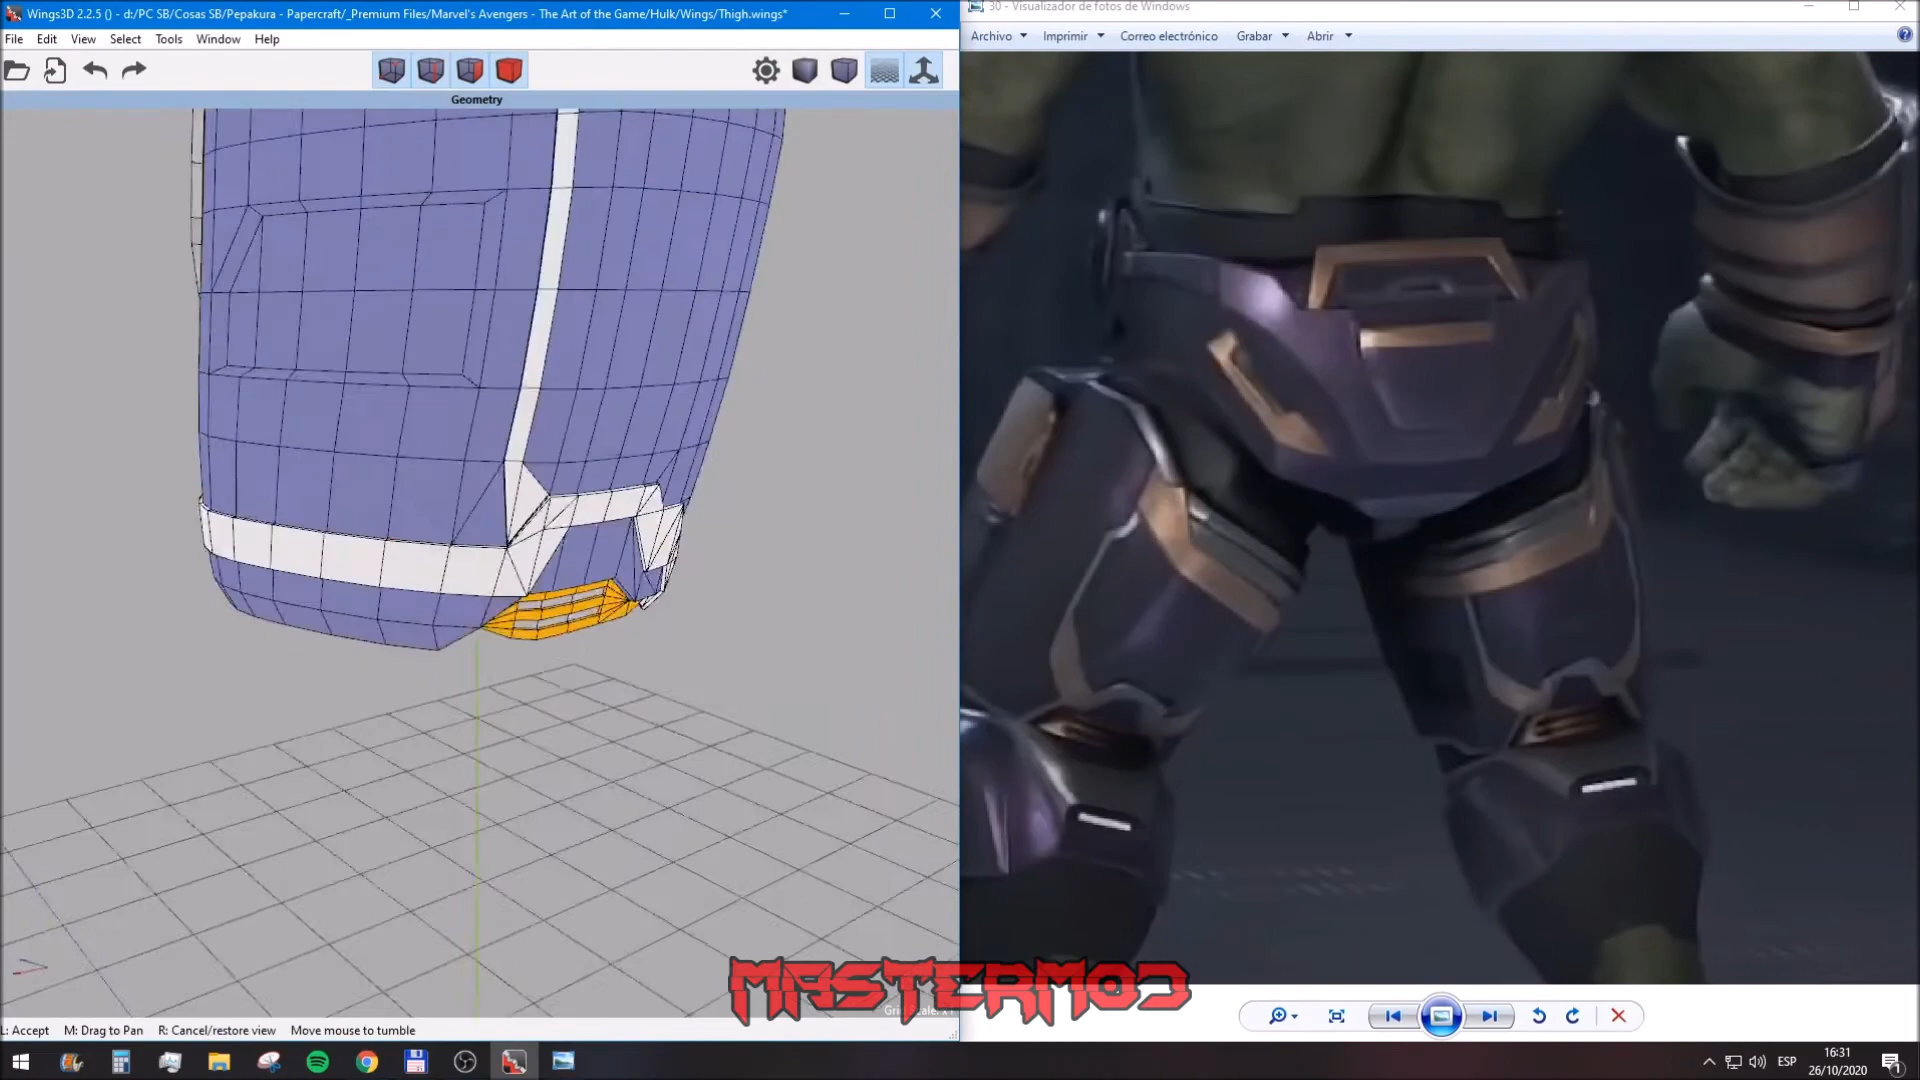 Wings3D 2.2.5 () - d:/PC SB/Cosas SB/Pepakura - Papercraft/_Premium Files/Marvel's Avengers - The Art of the Game/Hulk/Wings/Thigh.wings*
File Edit View Select Tools Window Help
Geometry
L: Accept M: Drag to Pan R: Cancel/restore view Move mouse to tumble
30 - Visualizador de fotos de Windows
Archivo Imprimir Correo electrónico Grabar Abrir
MASTERMOD
ESP
16:31
26/10/2020
1